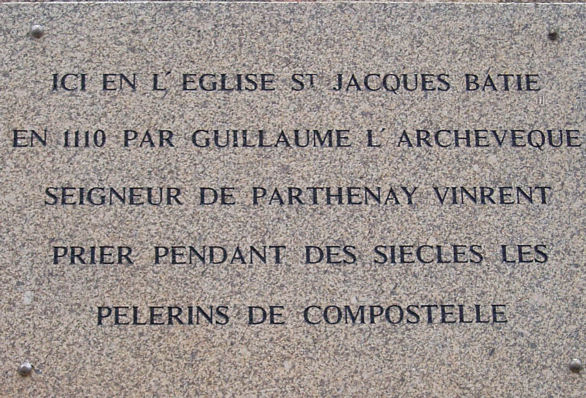 ICI EN L'EGLISE ST JACQUES BATIE
EN 1110 PAR GUILLAUME L'ARCHEVEQUE
SEIGNEUR DE PARTHENAY VINRENT
PRIER PENDANT DES SIECLES LES
PELERINS DE COMPOSTELLE